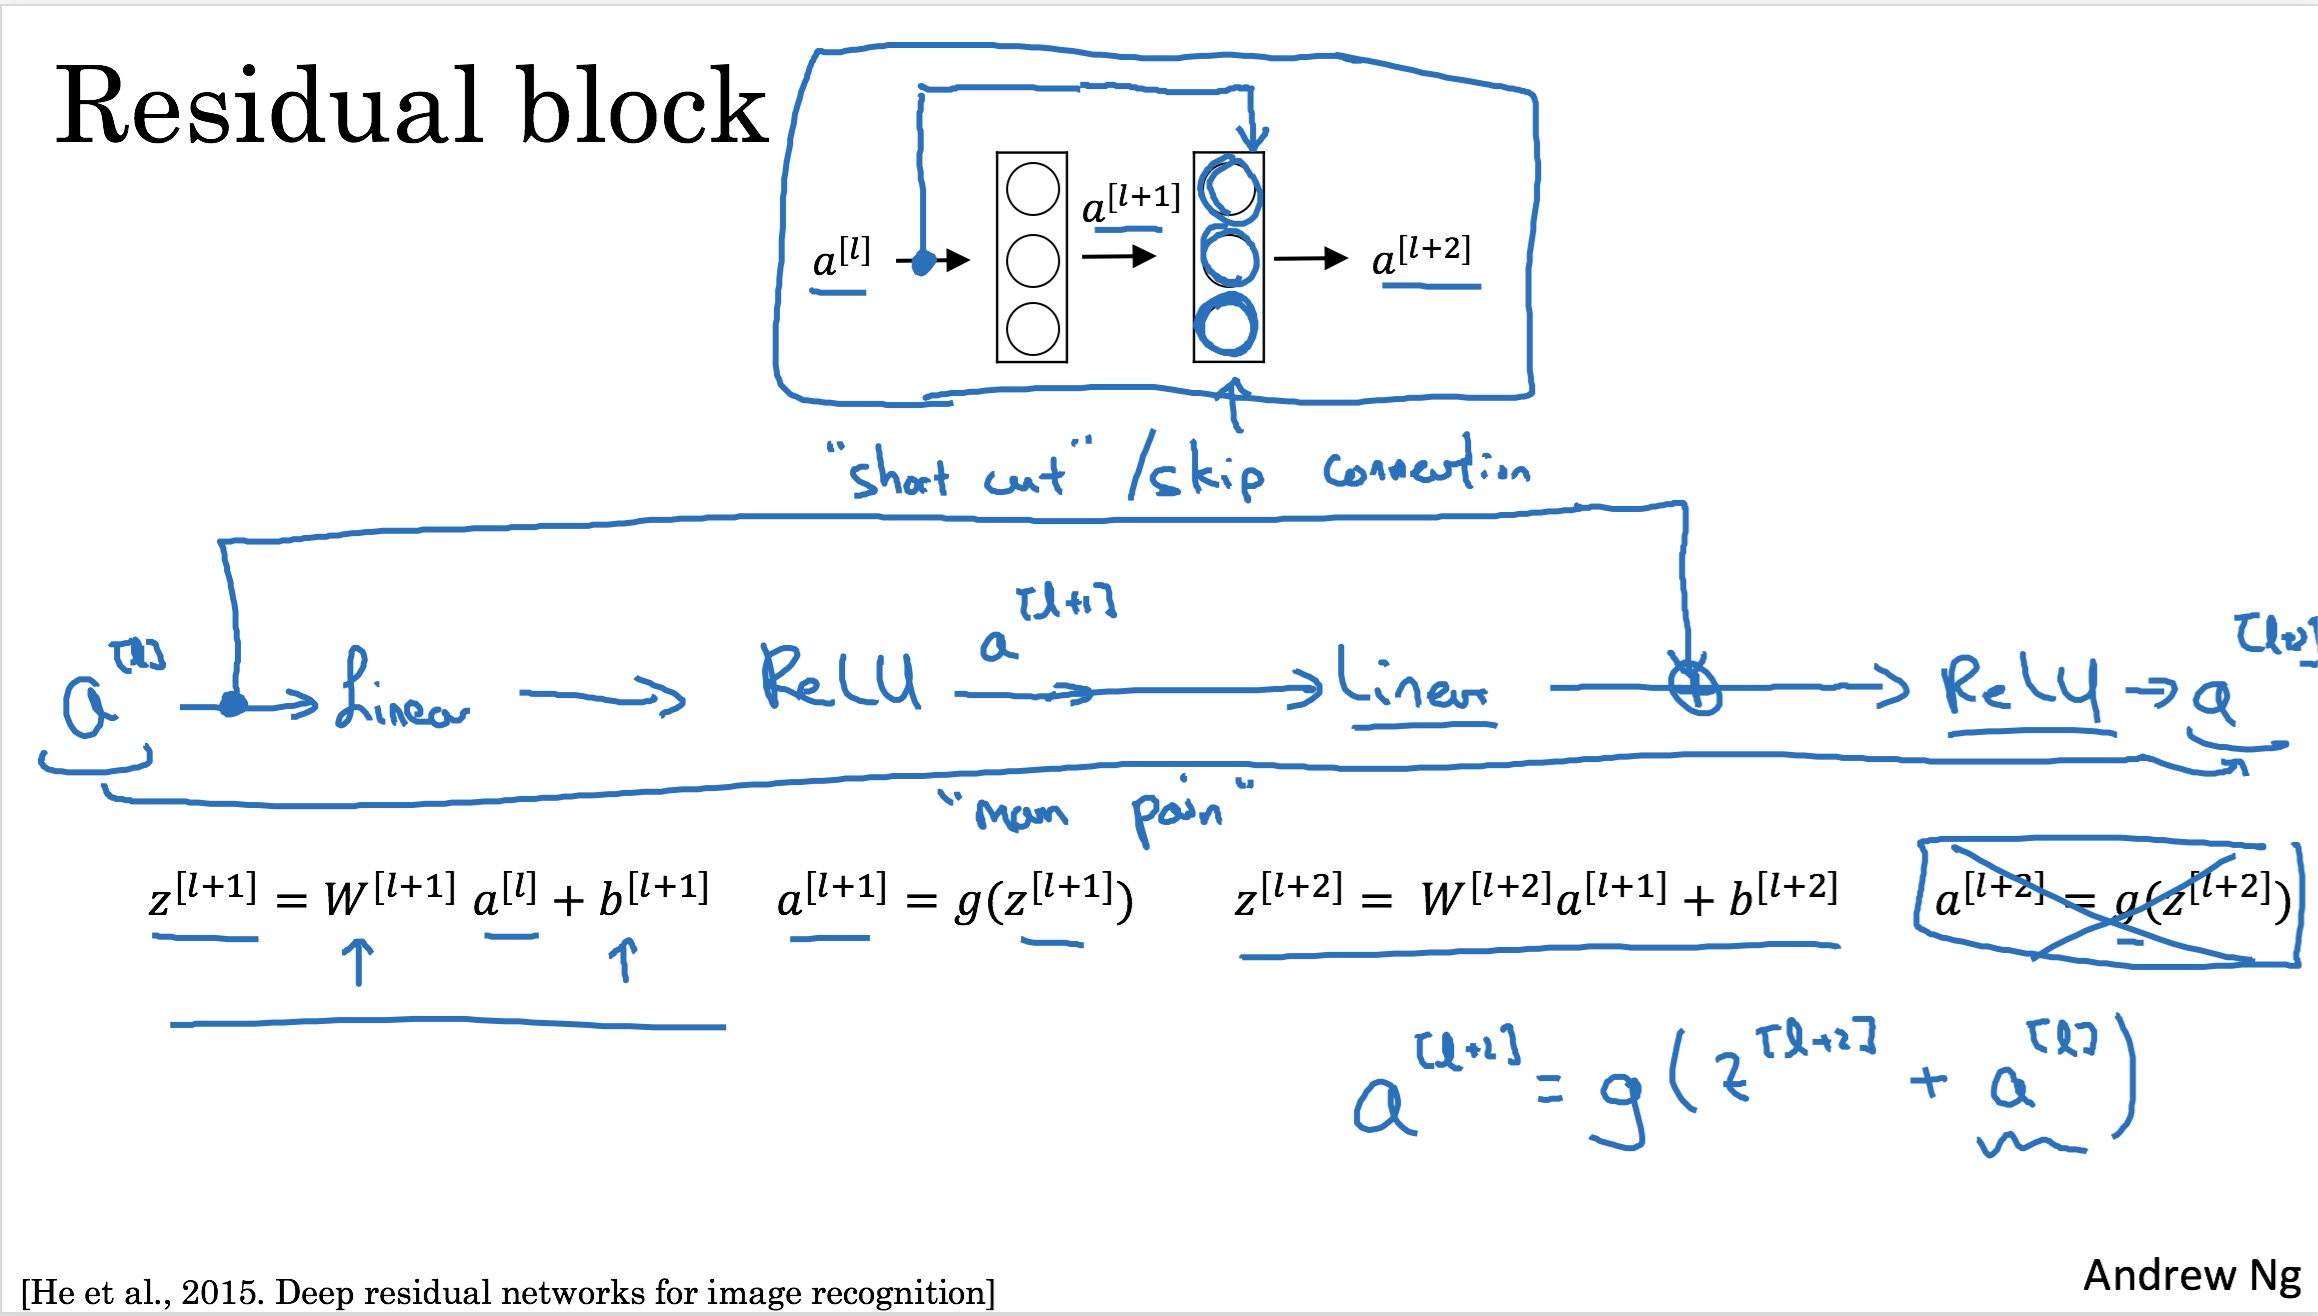 Residual block
a^[l] a^[l+1] a^[l+2]
"short cut" / skip connection
a^[l] → Linear → ReLU a^[l+1] → Linear → ReLU → a^[l+2]
"main path"
z^[l+1] = W^[l+1] a^[l] + b^[l+1] a^[l+1] = g(z^[l+1]) z^[l+2] = W^[l+2]a^[l+1] + b^[l+2] a^[l+2] = g(z^[l+2])
a^[l+2] = g(z^[l+2] + a^[l])
[He et al., 2015. Deep residual networks for image recognition]
Andrew Ng